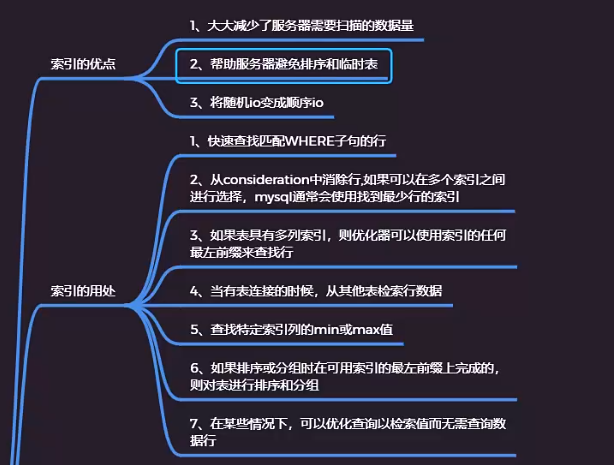 索引的优点
1、大大减少了服务器需要扫描的数据量
2、帮助服务器避免排序和临时表
3、将随机io变成顺序io
索引的用处
1、快速查找匹配WHERE子句的行
2、从consideration中消除行,如果可以在多个索引之间
进行选择，mysql通常会使用找到最少行的索引
3、如果表具有多列索引，则优化器可以使用索引的任何
最左前缀来查找行
4、当有表连接的时候，从其他表检索行数据
5、查找特定索引列的min或max值
6、如果排序或分组时在可用索引的最左前缀上完成的，
则对表进行排序和分组
7、在某些情况下，可以优化查询以检索值而无需查询数
据行